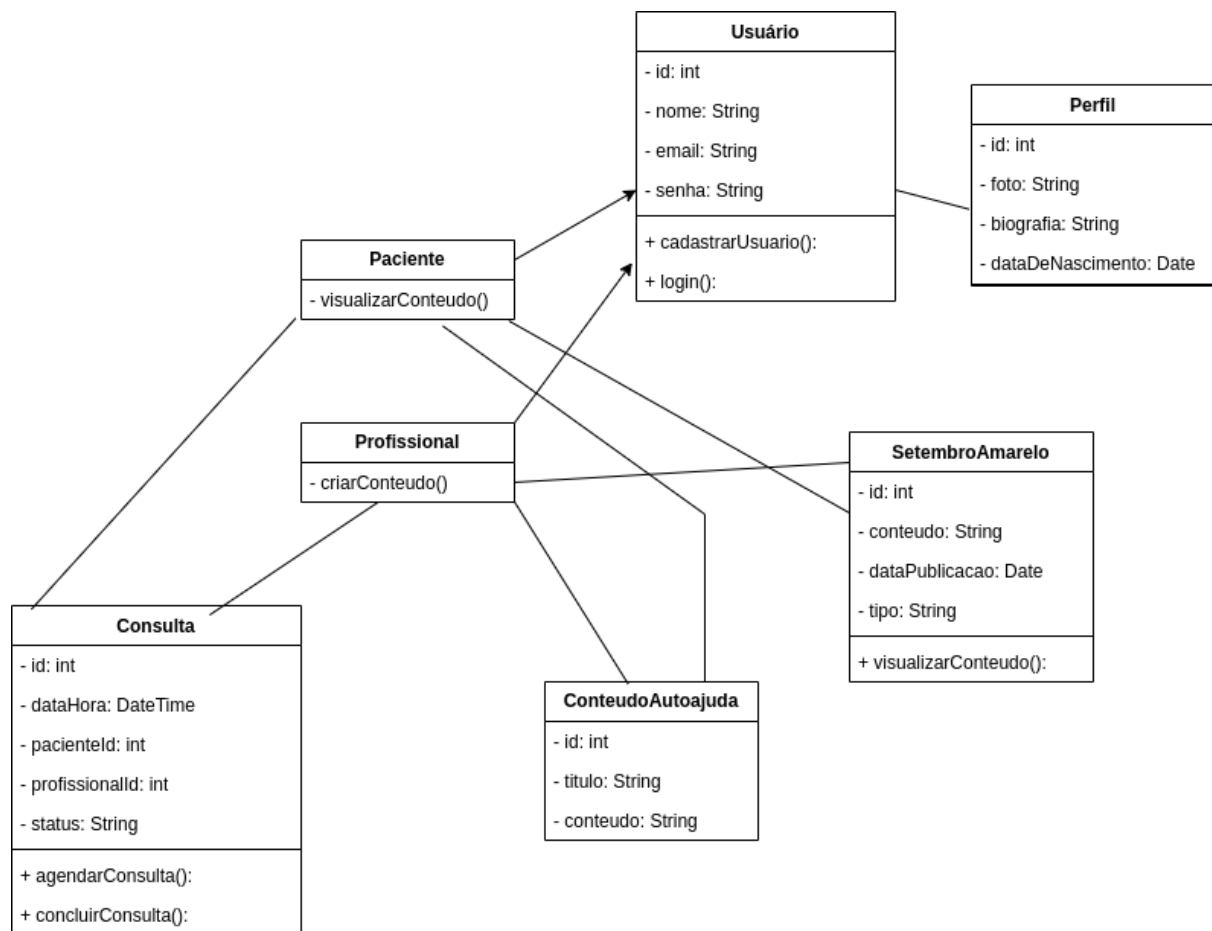 Usuário
- id: int
- nome: String
- email: String
- senha: String
+ cadastrarUsuario():
+ login():
Perfil
- id: int
- foto: String
- biografia: String
- dataDeNascimento: Date
Paciente
- visualizarConteudo()
Profissional
- criarConteudo()
SetembroAmarelo
- id: int
- conteudo: String
- dataPublicacao: Date
- tipo: String
+ visualizarConteudo():
Consulta
- id: int
- dataHora: DateTime
- pacienteId: int
- profissionalId: int
- status: String
+ agendarConsulta():
+ concluirConsulta():
ConteudoAutoajuda
- id: int
- titulo: String
- conteudo: String